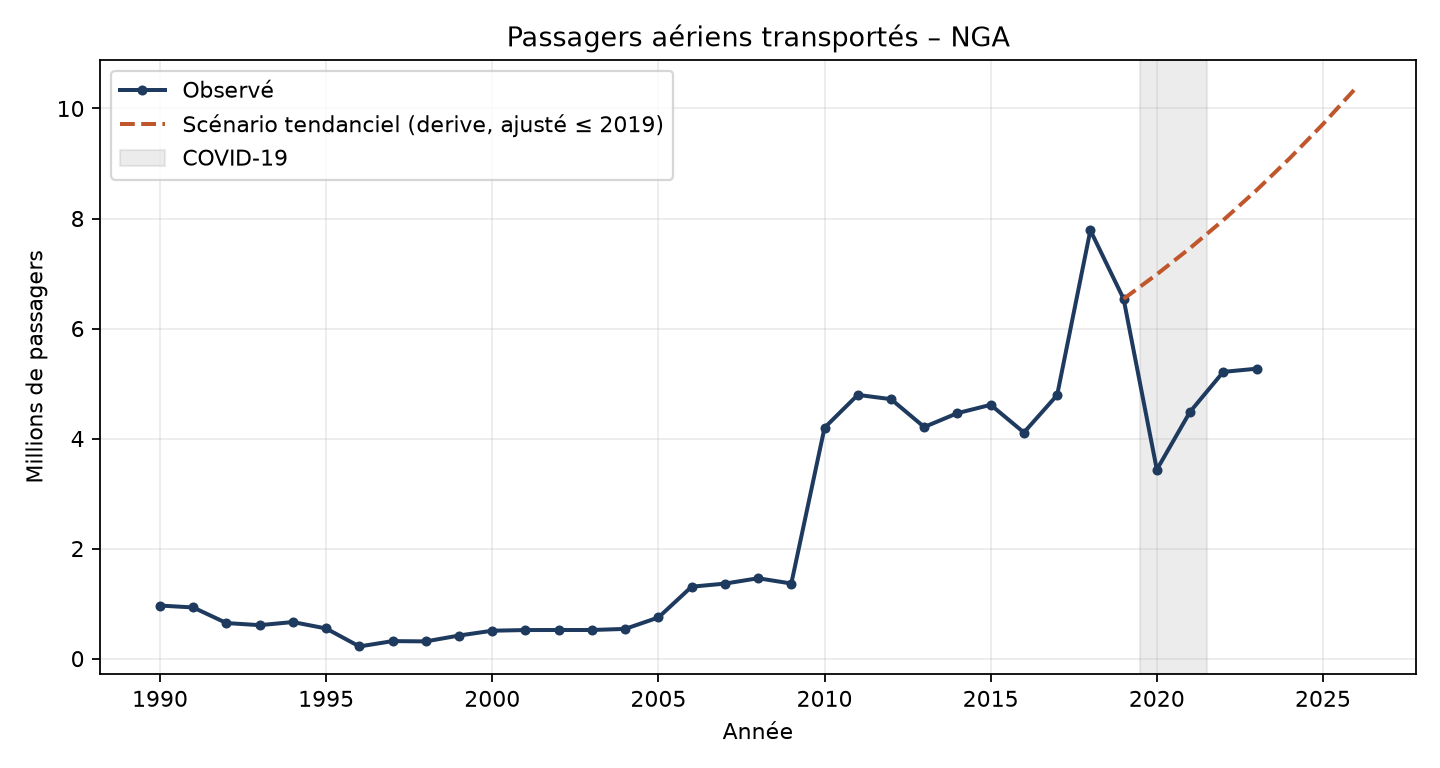 Passagers aériens transportés – NGA
Observé
Scénario tendanciel (derive, ajusté ≤ 2019)
COVID-19
Millions de passagers
10
8
6
4
2
0
1990 1995 2000 2005 2010 2015 2020 2025
Année